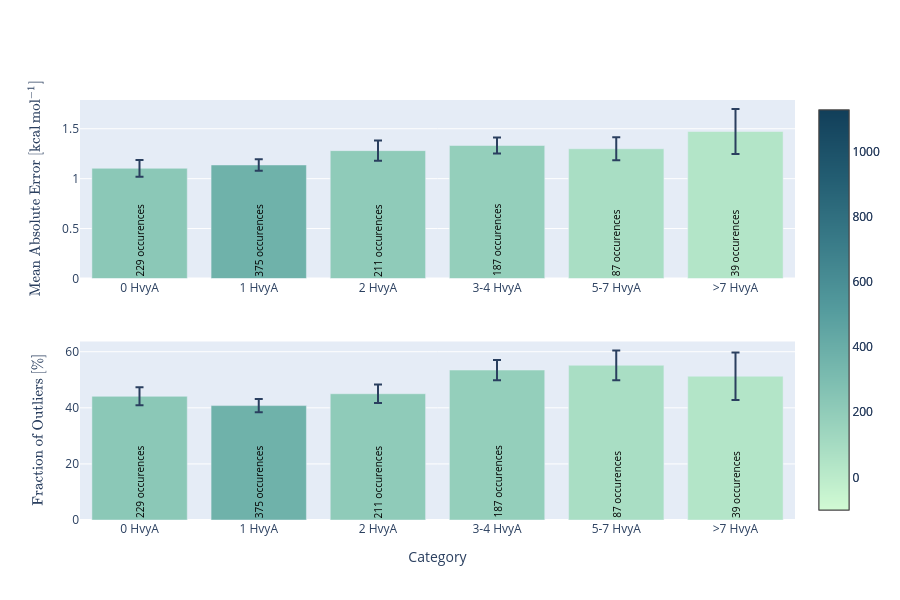 Mean Absolute Error [kcal mol⁻¹]
1.5
1
0.5
0
229 occurences
375 occurences
211 occurences
187 occurences
87 occurences
39 occurences
0 HvyA
1 HvyA
2 HvyA
3-4 HvyA
5-7 HvyA
>7 HvyA
Fraction of Outliers [%]
60
40
20
0
229 occurences
375 occurences
211 occurences
187 occurences
87 occurences
39 occurences
0 HvyA
1 HvyA
2 HvyA
3-4 HvyA
5-7 HvyA
>7 HvyA
Category
1000
800
600
400
200
0